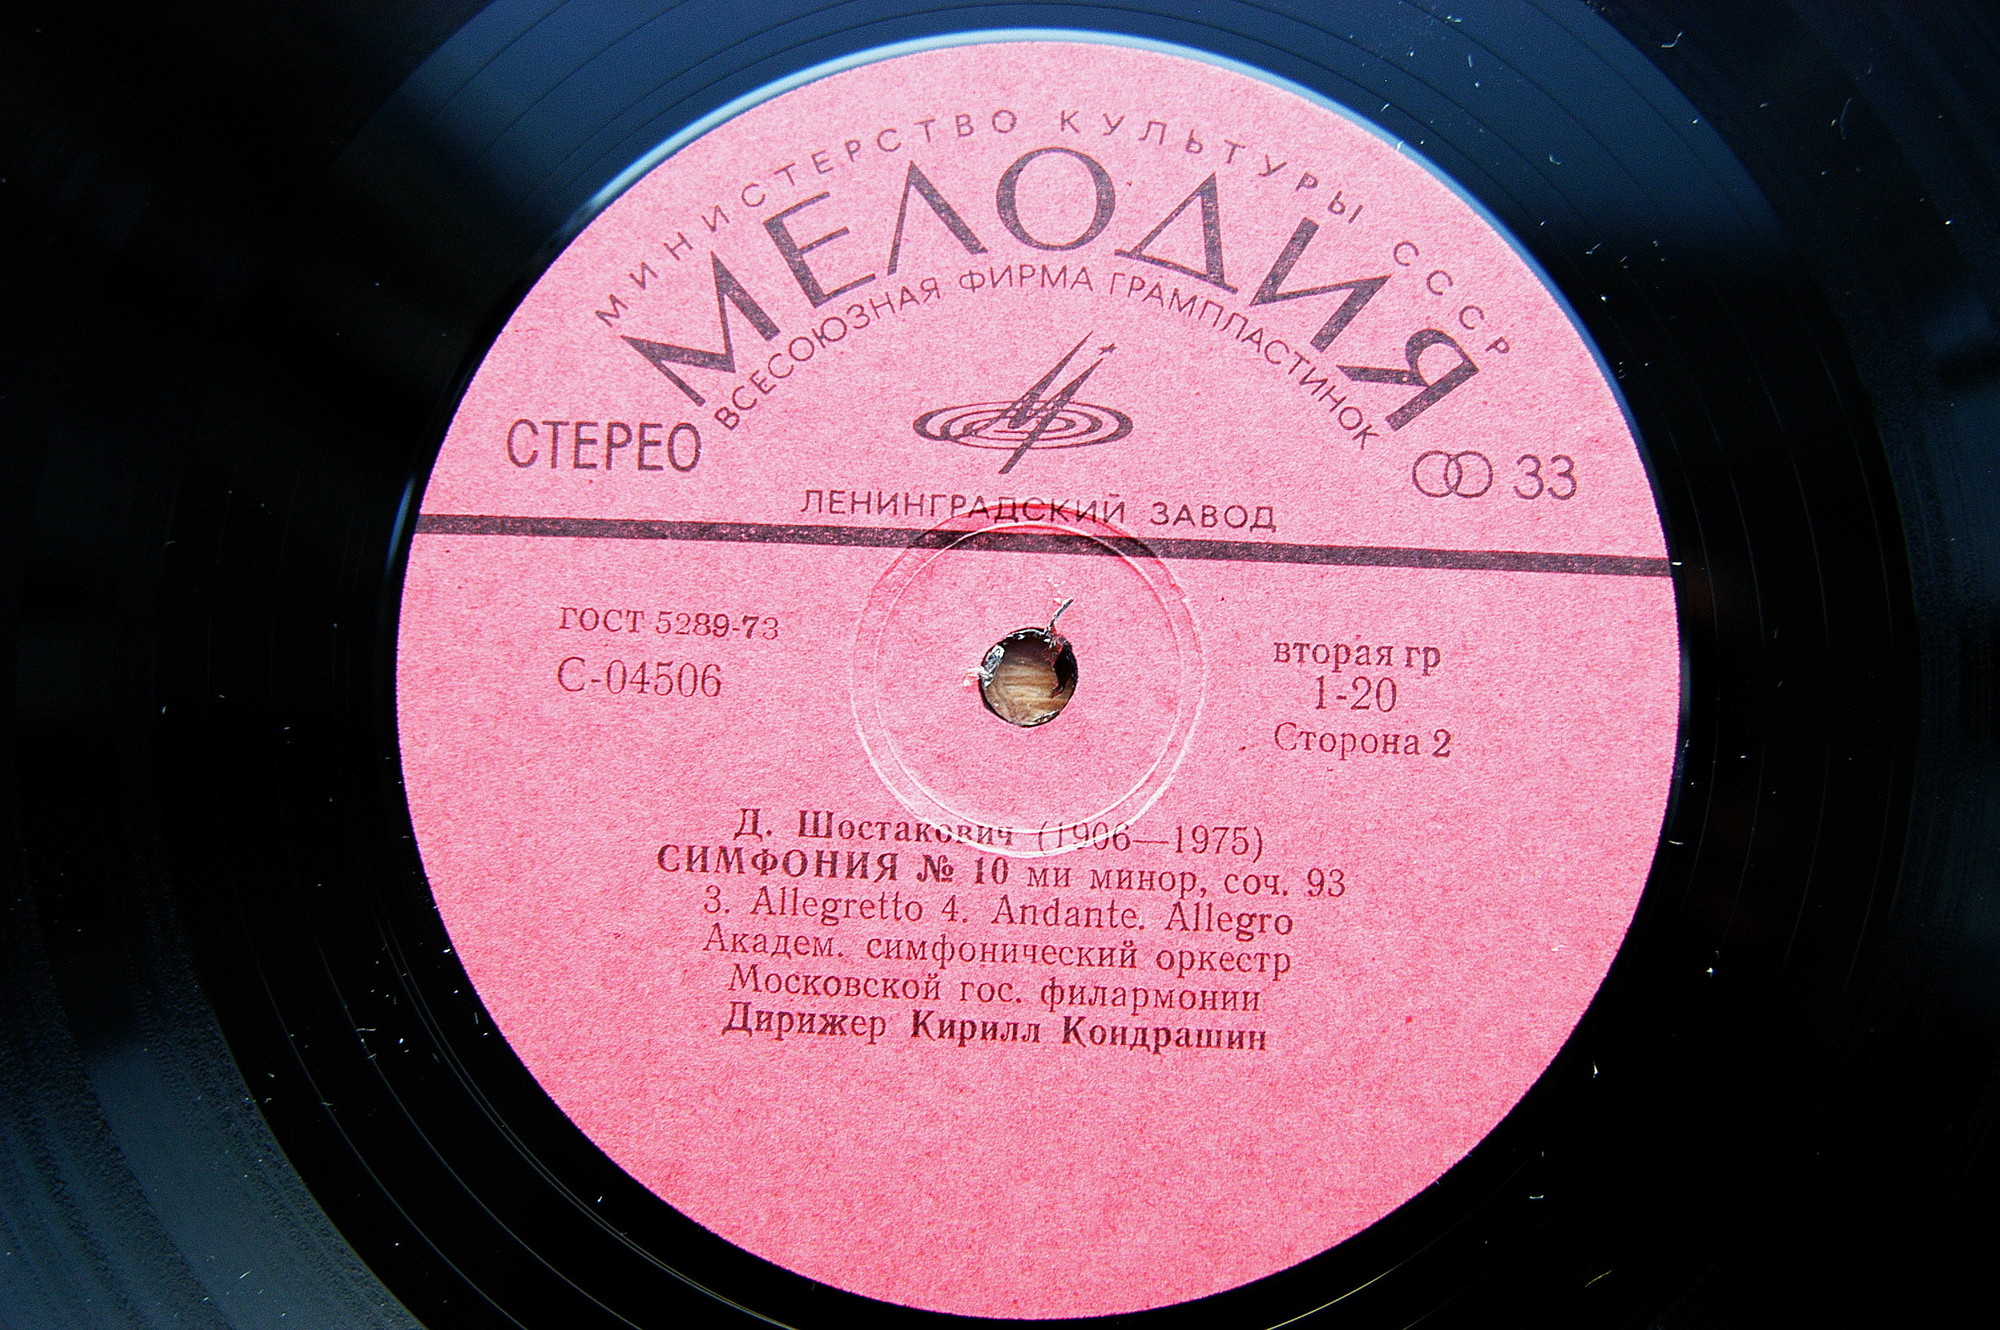 МИНИСТЕРСТВО КУЛЬТУРЫ СССР
МЕЛОДИЯ
ВСЕСОЮЗНАЯ ФИРМА ГРАМПЛАСТИНОК
СТЕРЕО
33
ЛЕНИНГРАДСКИЙ ЗАВОД
ГОСТ 5289-73
С-04506
вторая гр
1-20
Сторона 2
Д. Шостакович (1906—1975)
СИМФОНИЯ № 10 ми минор, соч. 93
3. Allegretto 4. Andante. Allegro
Академ. симфонический оркестр
Московской гос. филармонии
Дирижер Кирилл Кондрашин